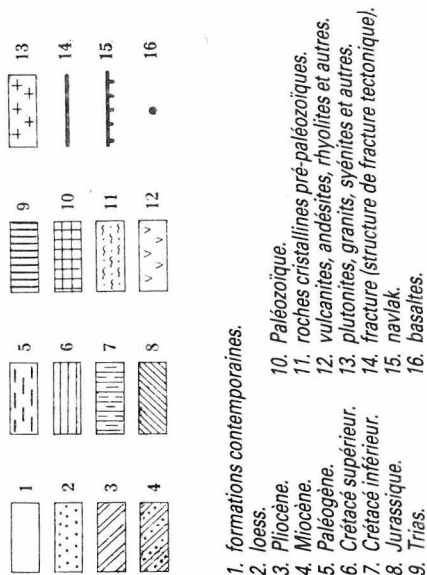 1
2
3
4
5
6
7
8
9
10
11
12
13
14
15
16
1. formations contemporaines.
2. loess.
3. Pliocène.
4. Miocène.
5. Paléogène.
6. Crétacé supérieur.
7. Crétacé inférieur.
8. Jurassique.
9. Trias.
10. Paléozoïque.
11. roches cristallines pré-paléozoïques.
12. vulcanites, andésites, rhyolites et autres.
13. plutonites, granits, syénites et autres.
14. fracture (structure de fracture tectonique).
15. navlak.
16. basaltes.